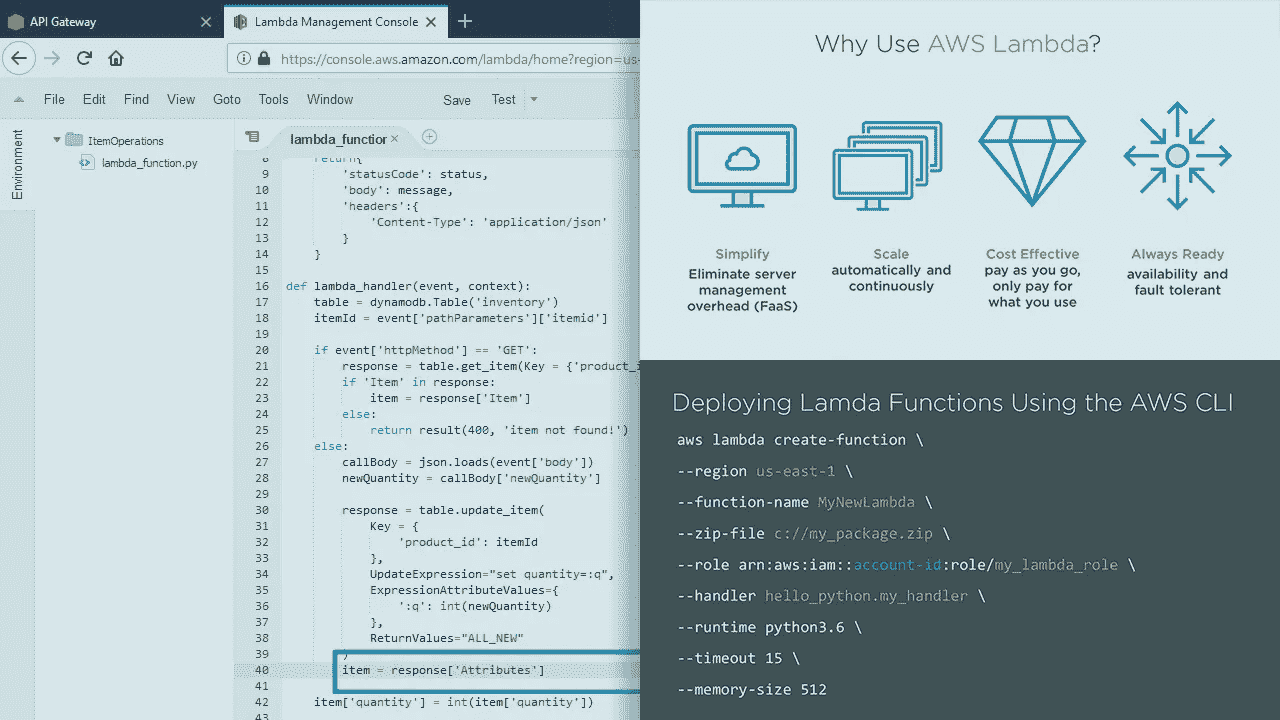 API Gateway
Lambda Management Console
https://console.aws.amazon.com/lambda/home?region=us-
File Edit Find View Goto Tools Window Save Test
Environment
ItemOperations
lambda_function.py
lambda_functior
8 return{
9 'statusCode': status,
10 'body': message,
11 'headers':{
12 'Content-Type': 'application/json'
13 }
14 }
15
16 def lambda_handler(event, context):
17 table = dynamodb.Table('inventory')
18 itemId = event['pathParameters']['itemid']
19
20 if event['httpMethod'] == 'GET':
21 response = table.get_item(Key = {'product_i
22 if 'Item' in response:
23 item = response['Item']
24 else:
25 return result(400, 'item not found!')
26 else:
27 callBody = json.loads(event['body'])
28 newQuantity = callBody['newQuantity']
29
30 response = table.update_item(
31 Key = {
32 'product_id': itemId
33 },
34 UpdateExpression="set quantity=:q",
35 ExpressionAttributeValues={
36 ':q': int(newQuantity)
37 },
38 ReturnValues="ALL_NEW"
39 )
40 item = response['Attributes']
41
42 item['quantity'] = int(item['quantity'])
43
Why Use AWS Lambda?
Simplify
Eliminate server
management
overhead (FaaS)
Scale
automatically and
continuously
Cost Effective
pay as you go,
only pay for
what you use
Always Ready
availability and
fault tolerant
Deploying Lamda Functions Using the AWS CLI
aws lambda create-function \
--region us-east-1 \
--function-name MyNewLambda \
--zip-file c://my_package.zip \
--role arn:aws:iam::account-id:role/my_lambda_role \
--handler hello_python.my_handler \
--runtime python3.6 \
--timeout 15 \
--memory-size 512